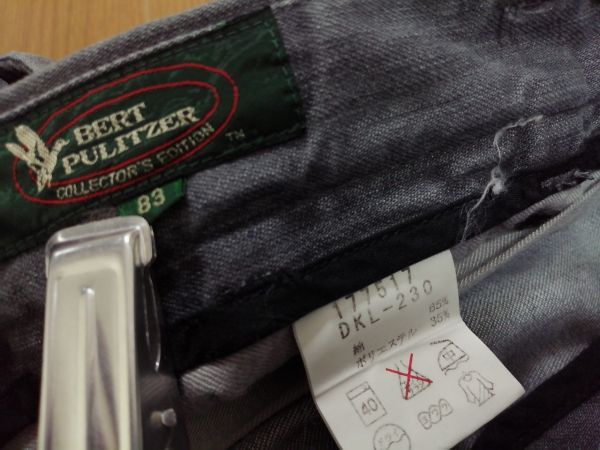 BERT
PULITZER
COLLECTOR'S EDITION
TM
83
177517
DKL-230
綿 65%
ポリエステル 35%
40
中